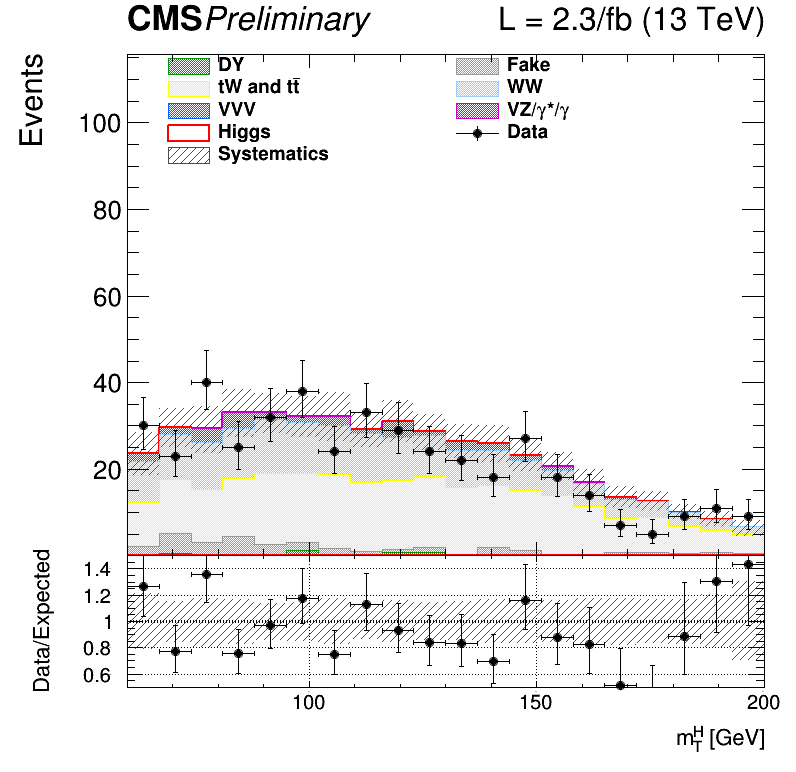 CMS Preliminary L = 2.3/fb (13 TeV)
Events
DY Fake
tW and tt̄ WW
VVV VZ/γ*/γ
Higgs Data
Systematics
100
80
60
40
20
Data/Expected
1.4
1.2
1
0.8
0.6
100 150 200
m_T^H [GeV]